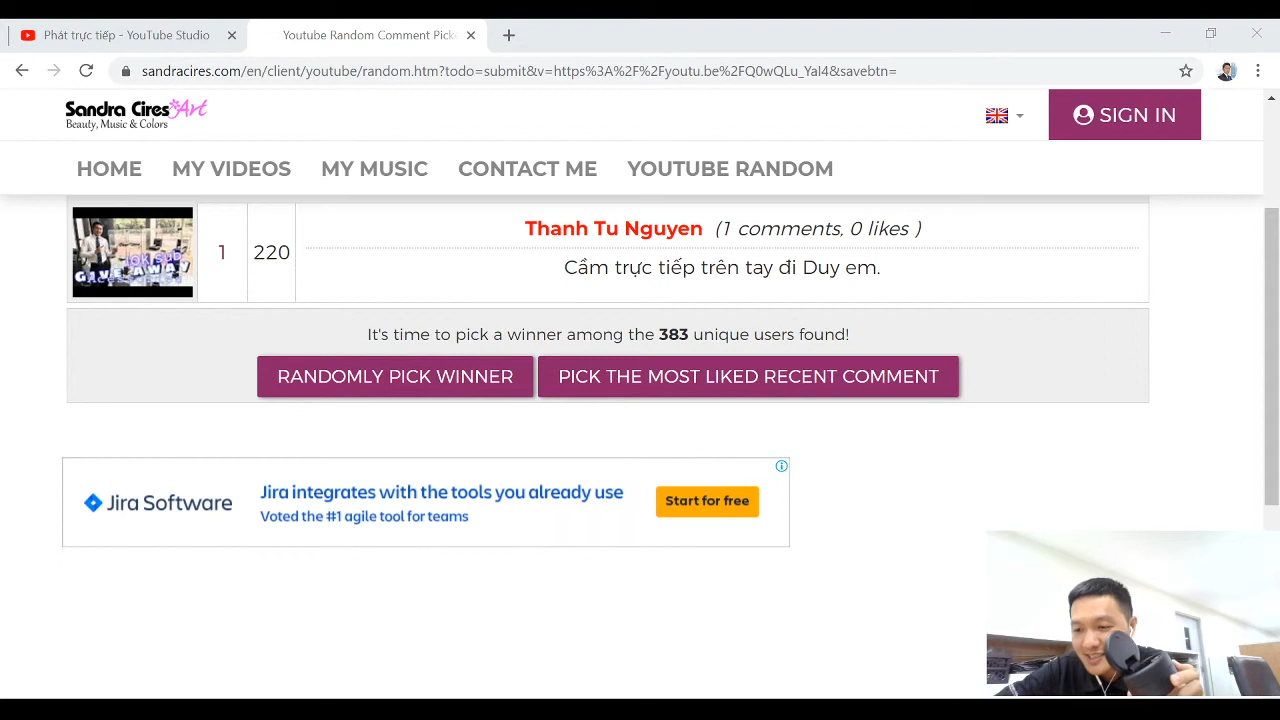 Phát trực tiếp - YouTube Studio
Youtube Random Comment Pick
sandracires.com/en/client/youtube/random.htm?todo=submit&v=https%3A%2F%2Fyoutu.be%2FQ0wQLu_YaI4&savebtn=
Sandra Cires Art
Beauty, Music & Colors
SIGN IN
HOME MY VIDEOS MY MUSIC CONTACT ME YOUTUBE RANDOM
10k sub
GIVE AWAY
1 220 Thanh Tu Nguyen (1 comments, 0 likes )
Cầm trực tiếp trên tay đi Duy em.
It's time to pick a winner among the 383 unique users found!
RANDOMLY PICK WINNER PICK THE MOST LIKED RECENT COMMENT
Jira Software
Jira integrates with the tools you already use
Voted the #1 agile tool for teams
Start for free